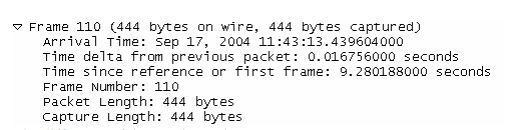 Frame 110 (444 bytes on wire, 444 bytes captured)
Arrival Time: Sep 17, 2004 11:43:13.439604000
Time delta from previous packet: 0.016756000 seconds
Time since reference or first frame: 9.280188000 seconds
Frame Number: 110
Packet Length: 444 bytes
Capture Length: 444 bytes